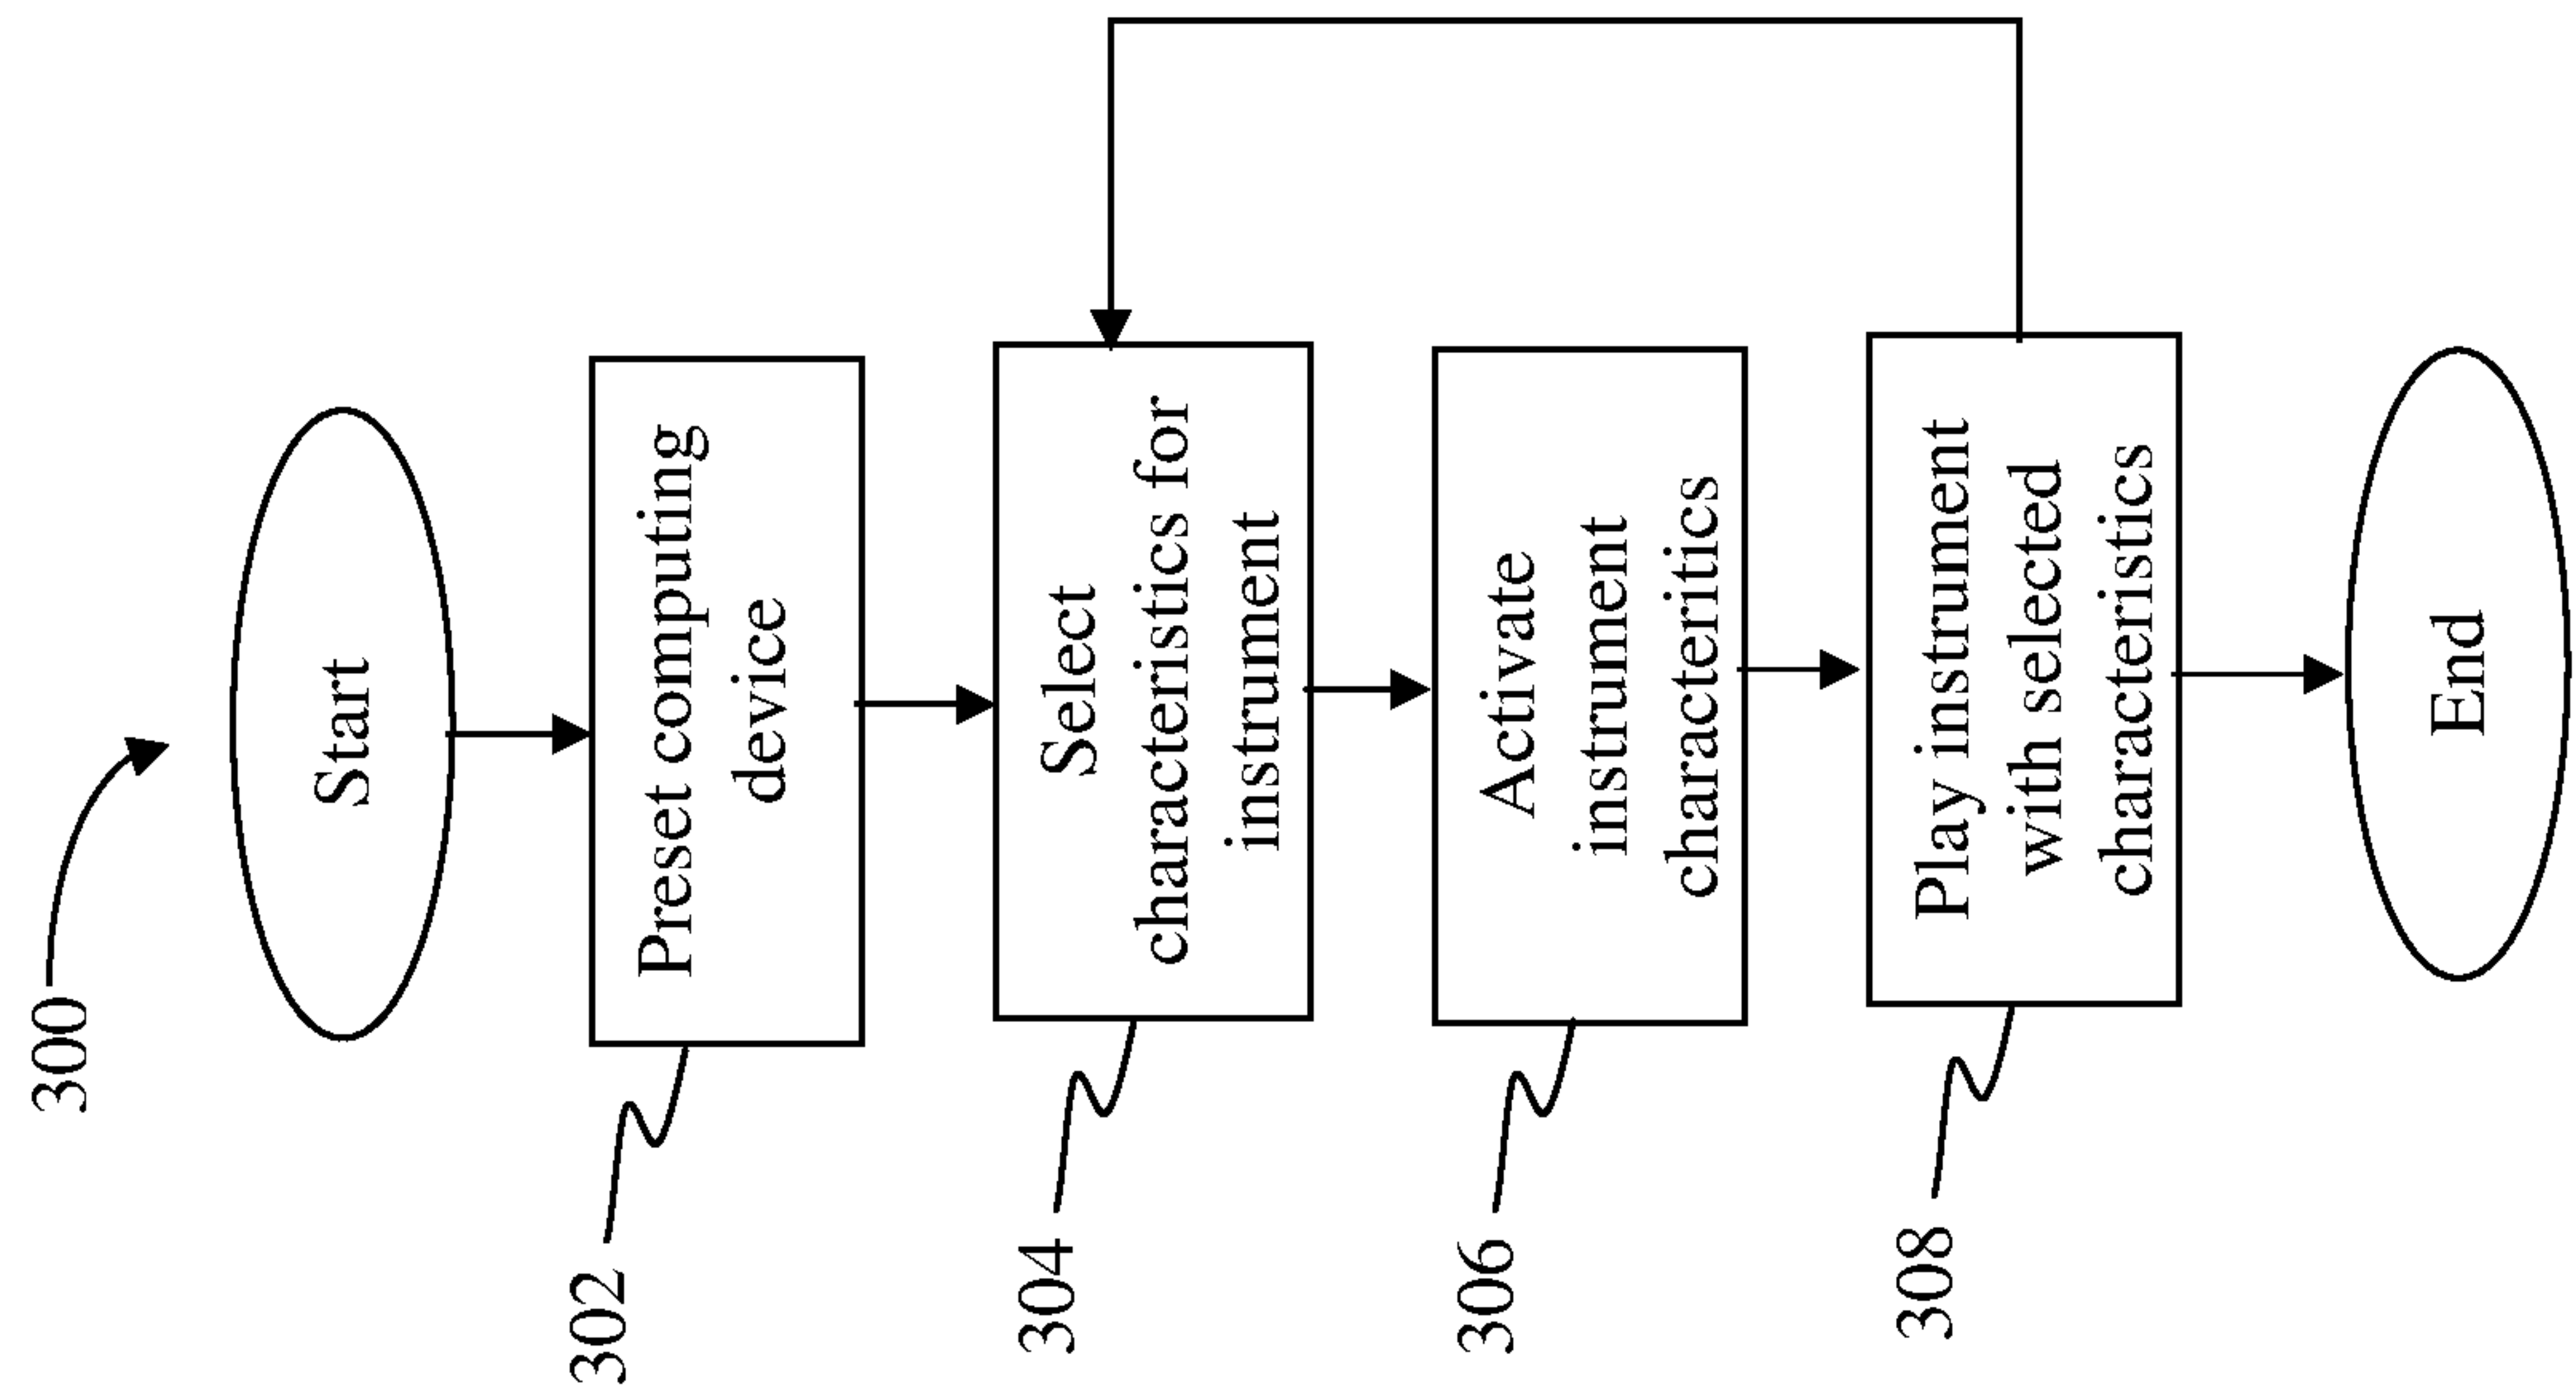 300
Start
302
Preset computing
device
304
Select
characteristics for
instrument
306
Activate
instrument
characteritics
308
Play instrument
with selected
characteristics
End